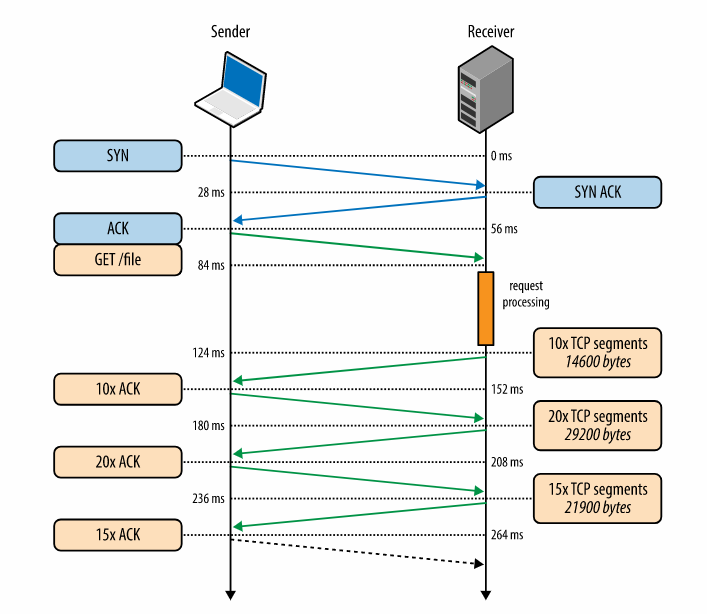 Sender
Receiver
SYN
0 ms
28 ms
SYN ACK
ACK
56 ms
GET /file
84 ms
request
processing
124 ms
10x TCP segments
14600 bytes
10x ACK
152 ms
180 ms
20x TCP segments
29200 bytes
20x ACK
208 ms
236 ms
15x TCP segments
21900 bytes
15x ACK
264 ms